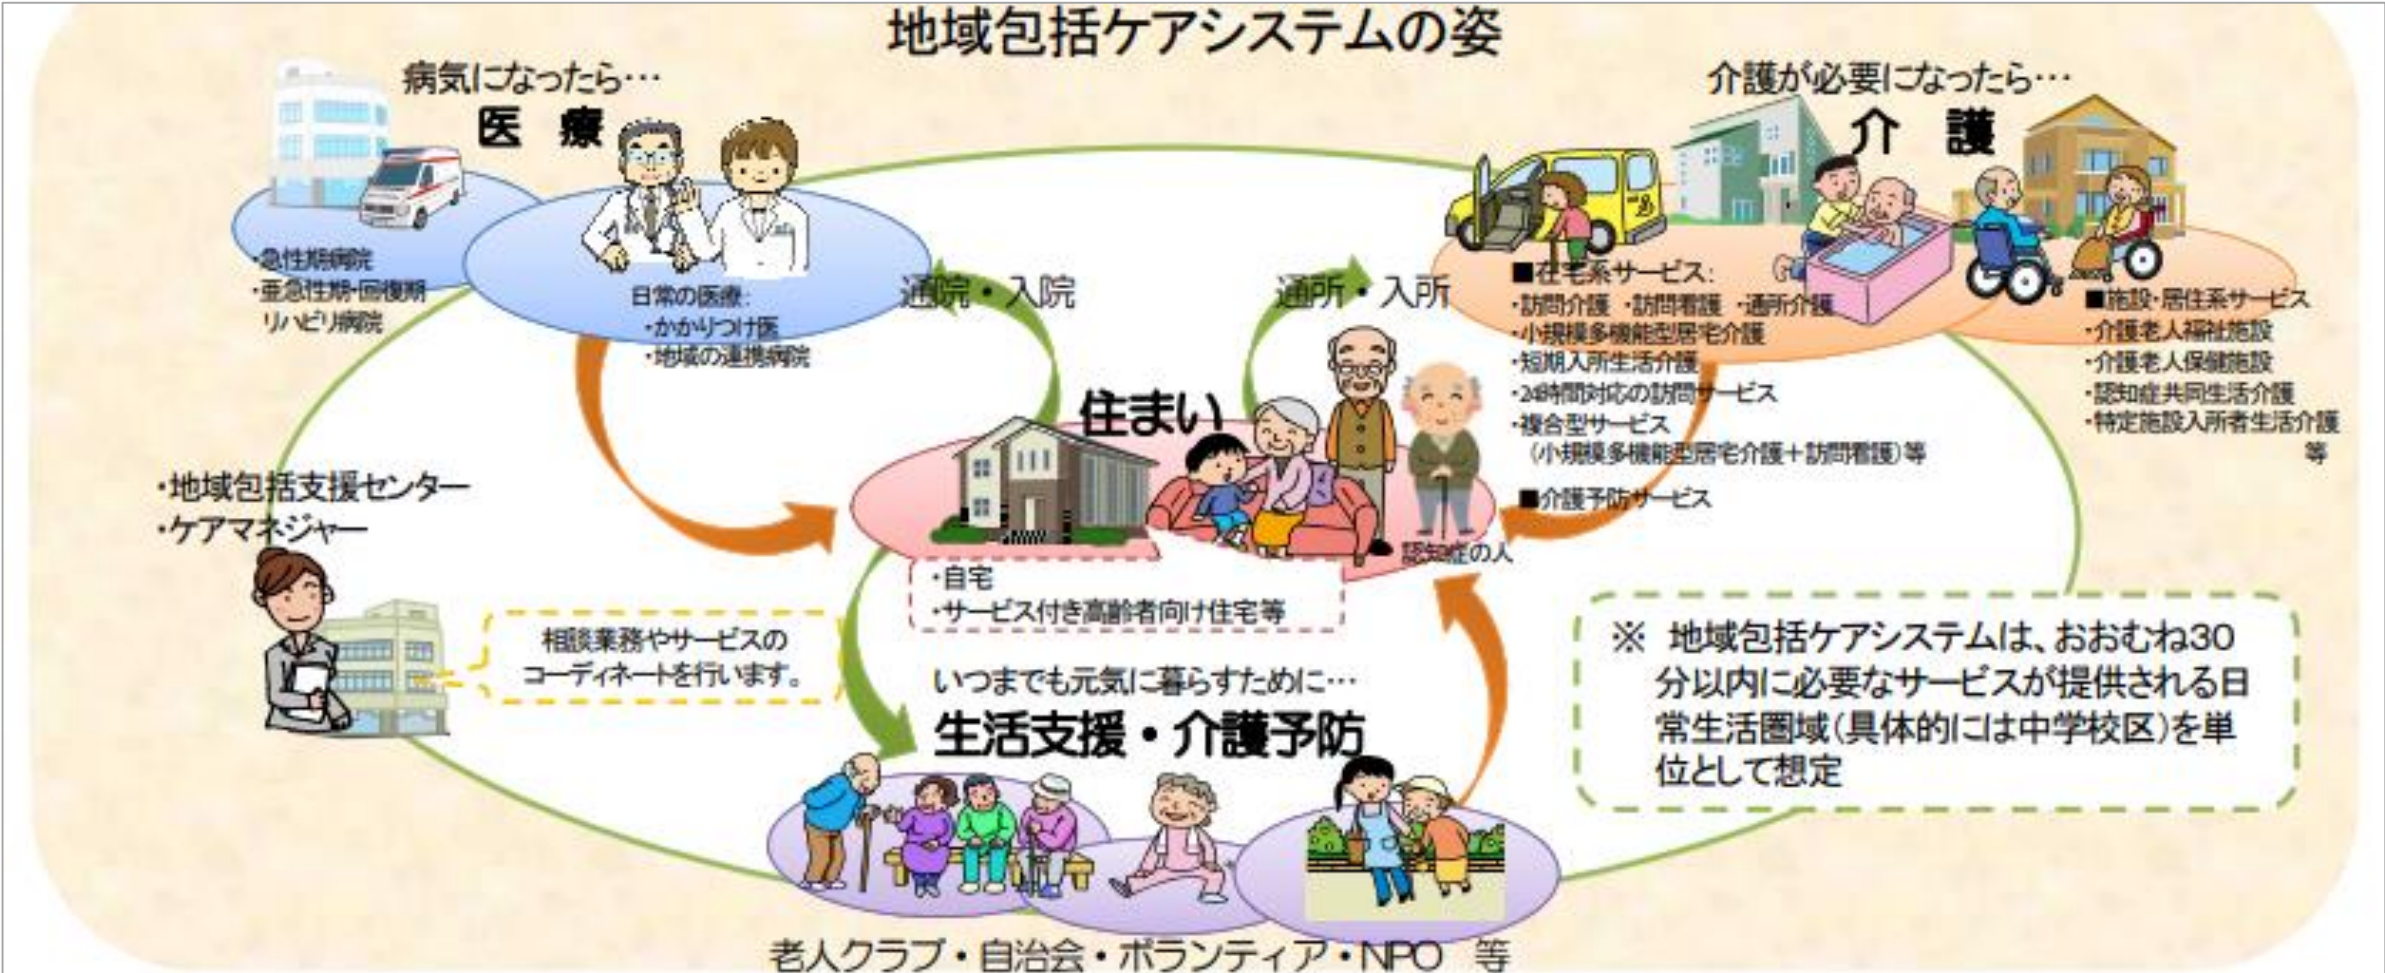 地域包括ケアシステムの姿
病気になったら…
医 療
・急性期病院
・亜急性期・回復期
リハビリ病院
日常の医療:
・かかりつけ医
・地域の連携病院
通院・入院
通所・入所
介護が必要になったら…
介 護
■在宅系サービス:
・訪問介護 ・訪問看護 ・通所介護
・小規模多機能型居宅介護
・短期入所生活介護
・24時間対応の訪問サービス
・複合型サービス
(小規模多機能型居宅介護+訪問看護)等
■介護予防サービス
■施設・居住系サービス
・介護老人福祉施設
・介護老人保健施設
・認知症共同生活介護
・特定施設入所者生活介護
等
住まい
認知症の人
・自宅
・サービス付き高齢者向け住宅等
・地域包括支援センター
・ケアマネジャー
相談業務やサービスの
コーディネートを行います。
いつまでも元気に暮らすために…
生活支援・介護予防
老人クラブ・自治会・ボランティア・NPO 等
※ 地域包括ケアシステムは、おおむね30
分以内に必要なサービスが提供される日
常生活圏域(具体的には中学校区)を単
位として想定